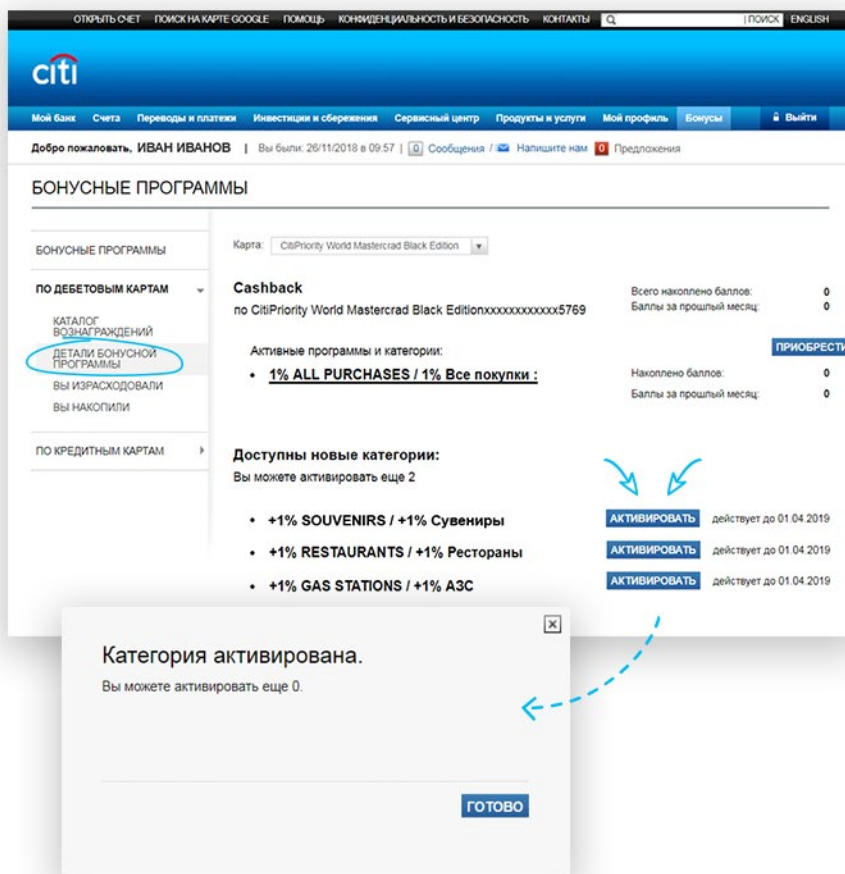 ОТКРЫТЬ СЧЕТ ПОИСК НА КАРТЕ GOOGLE ПОМОЩЬ КОНФИДЕНЦИАЛЬНОСТЬ И БЕЗОПАСНОСТЬ КОНТАКТЫ ПОИСК ENGLISH
citi
Мой банк Счета Переводы и платежи Инвестиции и сбережения Сервисный центр Продукты и услуги Мой профиль Бонусы Выйти
Добро пожаловать, ИВАН ИВАНОВ | Вы были: 26/11/2018 в 09:57 | 0 Сообщения / Напишите нам 0 Предложения
БОНУСНЫЕ ПРОГРАММЫ
БОНУСНЫЕ ПРОГРАММЫ
ПО ДЕБЕТОВЫМ КАРТАМ
КАТАЛОГ
ВОЗНАГРАЖДЕНИЙ
ДЕТАЛИ БОНУСНОЙ
ПРОГРАММЫ
ВЫ ИЗРАСХОДОВАЛИ
ВЫ НАКОПИЛИ
ПО КРЕДИТНЫМ КАРТАМ
Карта: CitiPriority World Mastercrad Black Edition
Cashback
по CitiPriority World Mastercrad Black Editionxxxxxxxxxxxx5769
Всего накоплено баллов: 0
Баллы за прошлый месяц: 0
Активные программы и категории:
ПРИОБРЕСТИ
• 1% ALL PURCHASES / 1% Все покупки :
Накоплено баллов: 0
Баллы за прошлый месяц: 0
Доступны новые категории:
Вы можете активировать еще 2
• +1% SOUVENIRS / +1% Сувениры АКТИВИРОВАТЬ действует до 01.04.2019
• +1% RESTAURANTS / +1% Рестораны АКТИВИРОВАТЬ действует до 01.04.2019
• +1% GAS STATIONS / +1% АЗС АКТИВИРОВАТЬ действует до 01.04.2019
Категория активирована.
Вы можете активировать еще 0.
ГОТОВО